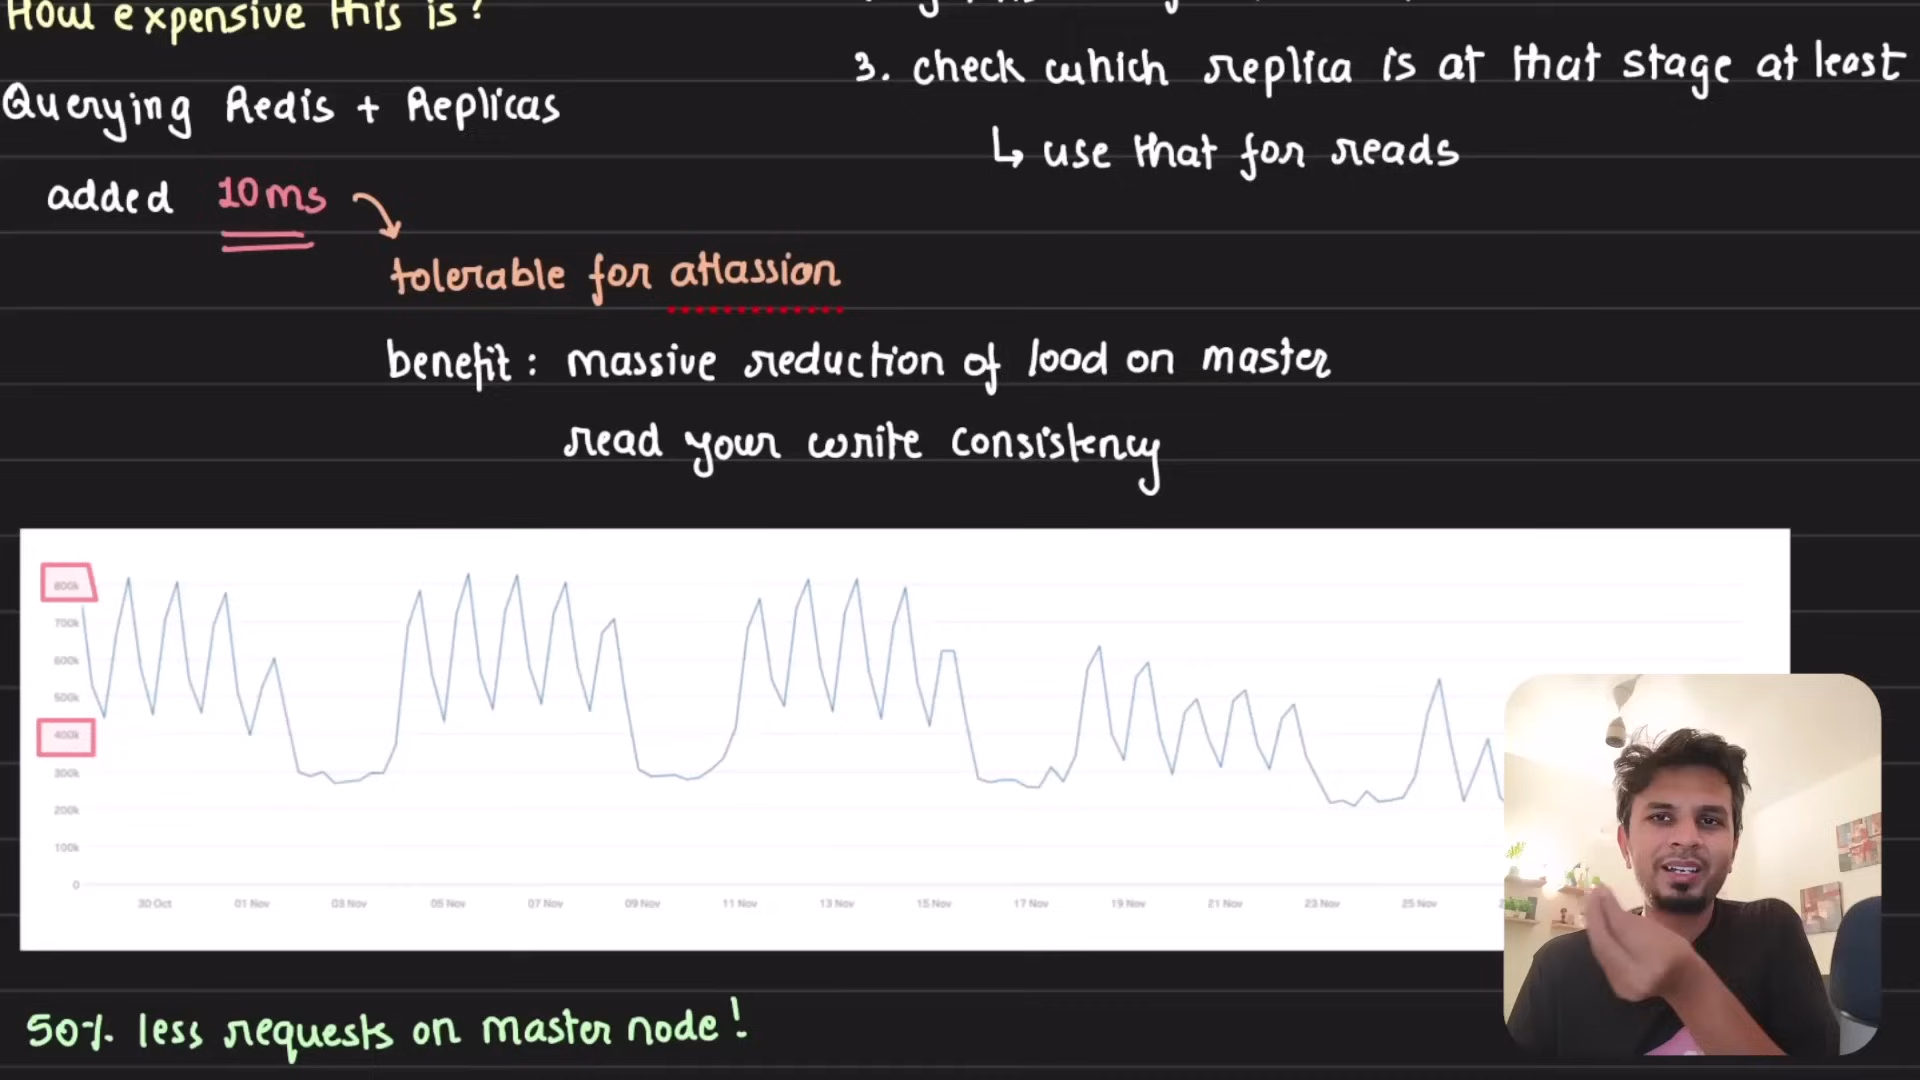 How expensive this is?
Querying Redis + Replicas
added 10ms
tolerable for atlassian
benefit: massive reduction of load on master
read your write consistency
3. check which replica is at that stage at least
↳ use that for reads
800k
700k
600k
500k
400k
300k
200k
100k
0
30 Oct 01 Nov 03 Nov 05 Nov 07 Nov 09 Nov 11 Nov 13 Nov 15 Nov 17 Nov 19 Nov 21 Nov 23 Nov 25 Nov
50% less requests on master node!